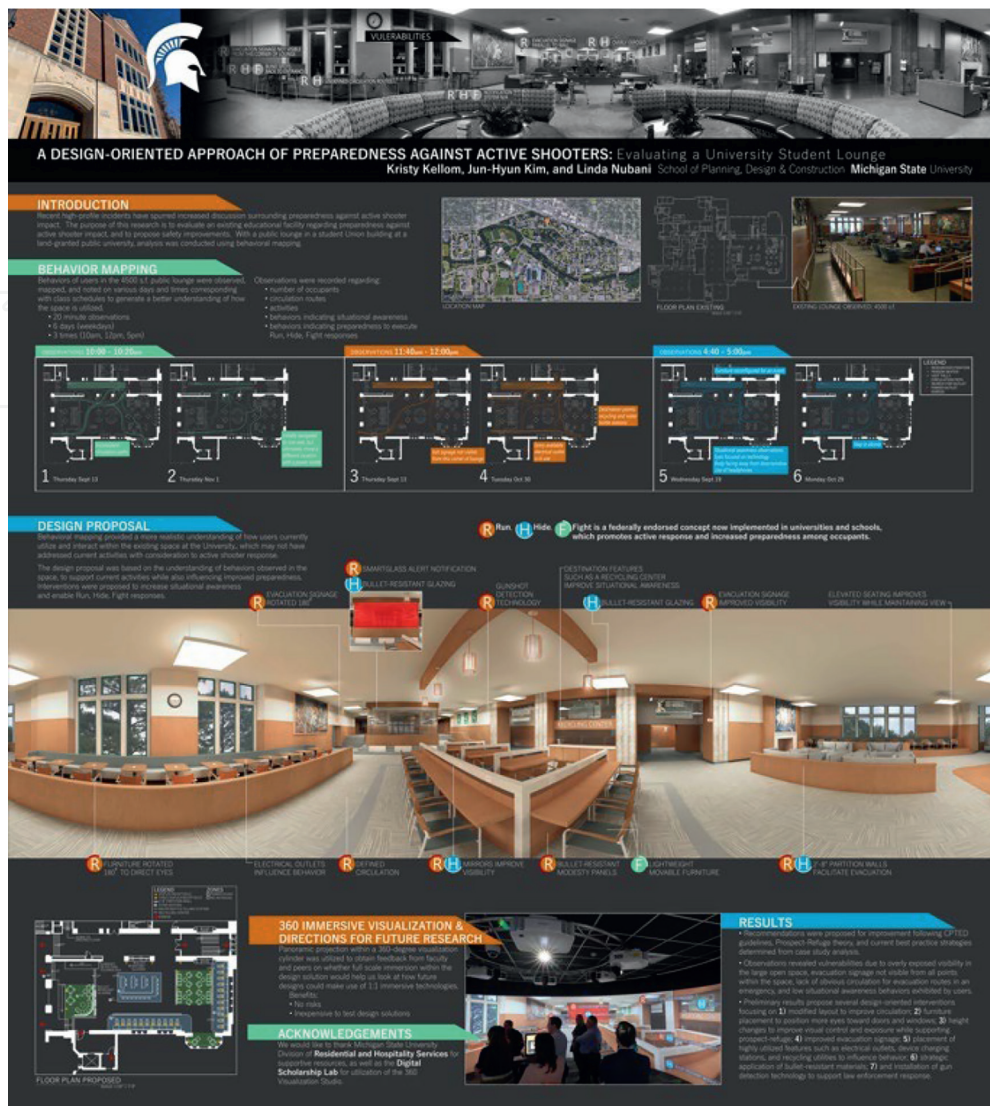 VULERABILITIES
A DESIGN-ORIENTED APPROACH OF PREPAREDNESS AGAINST ACTIVE SHOOTERS: Evaluating a University Student Lounge
Kristy Kellom, Jun-Hyun Kim, and Linda Nubani School of Planning, Design & Construction Michigan State University
INTRODUCTION
Recent high-profile incidents have spurred increased discussion surrounding preparedness against active shooter
impact. The purpose of this research is to evaluate an existing educational facility regarding preparedness against
active shooter impact, and to propose safety improvements. With a public lounge in a student Union building at a
land-granted public university, analysis was conducted using behavioral mapping.
LOCATION MAP
FLOOR PLAN EXISTING
EXISTING LOUNGE OBSERVED; 4500 s.f.
BEHAVIOR MAPPING
Behaviors of users in the 4500 s.f. public lounge were observed,
mapped, and noted on various days and times corresponding
with class schedules to generate a better understanding of how
the space is utilized.
• 20 minute observations
• 6 days (weekdays)
• 3 times (10am, 12pm, 5pm)
Observations were recorded regarding:
• number of occupants
• circulation routes
• activities
• behaviors indicating situational awareness
• behaviors indicating preparedness to execute
Run, Hide, Fight responses
OBSERVATIONS 10:00 - 10:20am
OBSERVATIONS 11:40am - 12:00pm
OBSERVATIONS 4:40 - 5:00pm
LEGEND
1 Thursday Sept 13
2 Thursday Nov 1
3 Thursday Sept 13
4 Tuesday Oct 30
5 Wednesday Sept 19
6 Monday Oct 29
DESIGN PROPOSAL
Behavioral mapping provided a more realistic understanding of how users currently
utilize and interact within the existing space at the University, which may not have
addressed current activities with consideration to active shooter response.
The design proposal was based on the understanding of behaviors observed in the
space, to support current activities while also influencing improved preparedness.
Interventions were proposed to increase situational awareness
and enable Run, Hide, Fight responses.
R Run, H Hide, F Fight is a federally endorsed concept now implemented in universities and schools,
which promotes active response and increased preparedness among occupants.
R EVACUATION SIGNAGE
ROTATED 180°
R SMARTGLASS ALERT NOTIFICATION
H BULLET-RESISTANT GLAZING
R GUNSHOT
DETECTION
TECHNOLOGY
DESTINATION FEATURES
SUCH AS A RECYCLING CENTER
IMPROVE SITUATIONAL AWARENESS
H BULLET-RESISTANT GLAZING
R EVACUATION SIGNAGE
IMPROVED VISIBILITY
ELEVATED SEATING IMPROVES
VISIBILITY WHILE MAINTAINING VIEW
RECYCLING CENTER
R FURNITURE ROTATED
180° TO DIRECT EYES
ELECTRICAL OUTLETS
INFLUENCE BEHAVIOR
R DEFINED
CIRCULATION
R H MIRRORS IMPROVE
VISIBILITY
R BULLET-RESISTANT
MODESTY PANELS
F LIGHTWEIGHT
MOVABLE FURNITURE
R H 3'-8" PARTITION WALLS
FACILITATE EVACUATION
LEGEND
ZONES
FLOOR PLAN PROPOSED
360 IMMERSIVE VISUALIZATION &
DIRECTIONS FOR FUTURE RESEARCH
Panoramic projection within a 360-degree visualization
cylinder was utilized to obtain feedback from faculty
and peers on whether full scale immersion within the
design solution would help us look at how future
designs could make use of 1:1 immersive technologies.
Benefits:
• No risks
• Inexpensive to test design solutions
ACKNOWLEDGEMENTS
We would like to thank Michigan State University
Division of Residential and Hospitality Services for
supportive resources, as well as the Digital
Scholarship Lab for utilization of the 360
Visualization Studio.
RESULTS
• Recommendations were proposed for improvement following CPTED
guidelines, Prospect-Refuge theory, and current best practice strategies
determined from case study analysis.
• Observations revealed vulnerabilities due to overly exposed visibility in
the large open space, evacuation signage not visible from all points
within the space, lack of obvious circulation for evacuation routes in an
emergency, and low situational awareness behaviors exhibited by users.
• Preliminary results propose several design-oriented interventions
focusing on 1) modified layout to improve circulation; 2) furniture
placement to position more eyes toward doors and windows; 3) height
changes to improve visual control and exposure while supporting
prospect-refuge; 4) improved evacuation signage; 5) placement of
highly utilized features such as electrical outlets, device charging
stations, and recycling utilities to influence behavior; 6) strategic
application of bullet-resistant materials; 7) and installation of gun
detection technology to support law enforcement response.